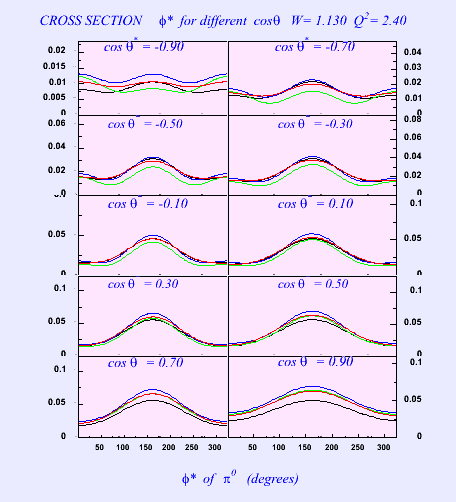 CROSS SECTION ϕ* for different cosθ W= 1.130 Q²= 2.40
cos θ* = -0.90 cos θ* = -0.70
0.02 0.04
0.015 0.03
0.01 0.02
0.005 0.01
0 0
cos θ = -0.50 cos θ = -0.30
0.06 0.08
0.06
0.04
0.04
0.02
0.02
0.0 0
cos θ = -0.10 cos θ = 0.10
0.1
0.05 0.05
0 0
cos θ = 0.30 cos θ = 0.50
0.1 0.1
0.05 0.05
0 0
cos θ = 0.70 cos θ = 0.90
0.1 0.1
0.05 0.05
0 0
50 100 150 200 250 300 50 100 150 200 250 300
ϕ* of π⁰ (degrees)